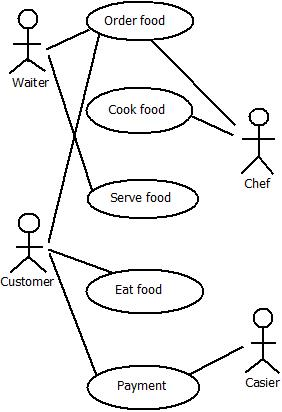 Order food
Waiter
Cook food
Chef
Serve food
Customer
Eat food
Payment
Casier